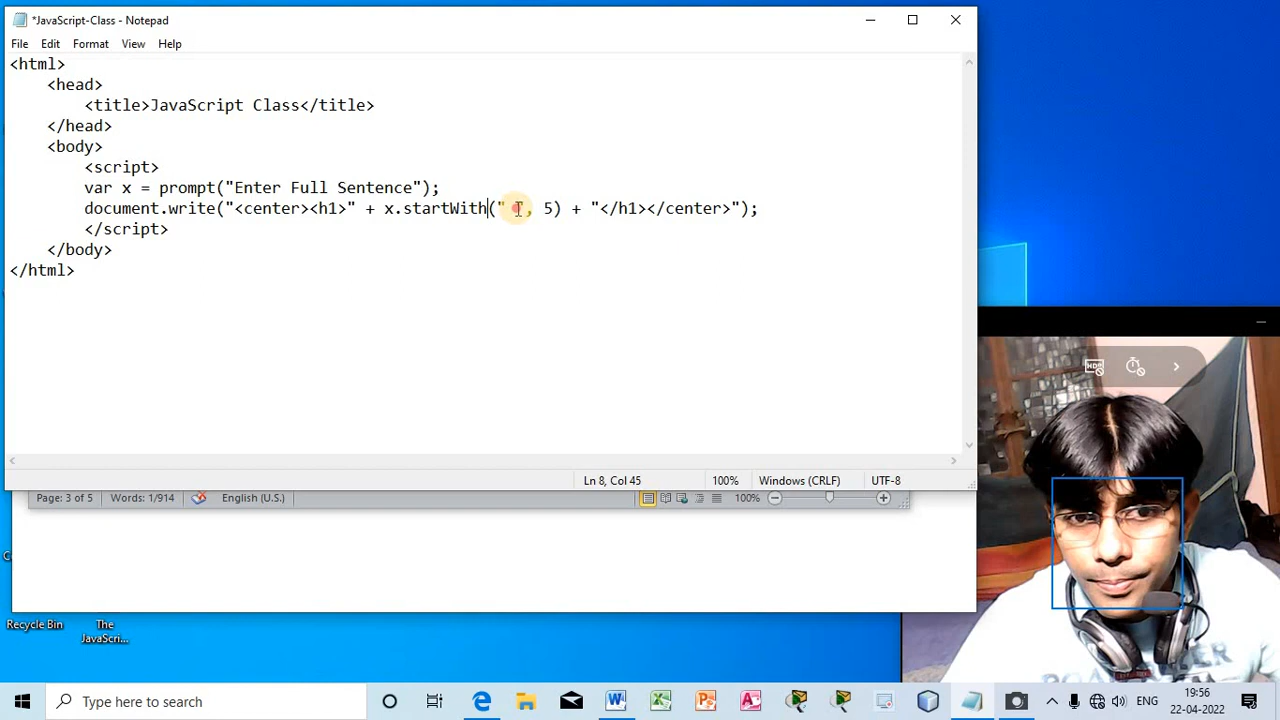 *JavaScript-Class - Notepad
File Edit Format View Help
<html>
<head>
<title>JavaScript Class</title>
</head>
<body>
<script>
var x = prompt("Enter Full Sentence");
document.write("<center><h1>" + x.startWith(" , 5) + "</h1></center>");
</script>
</body>
</html>
Ln 8, Col 45 100% Windows (CRLF) UTF-8
Page: 3 of 5 Words: 1/914 English (U.S.) 100%
HDR
Recycle Bin
The
JavaScri...
Type here to search
ENG
19:56
22-04-2022